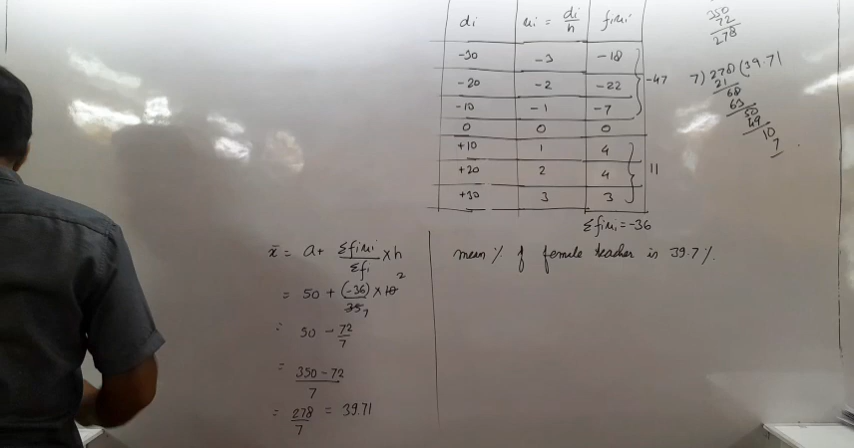 di ui = di/h fiui
-30 -3 -18
-20 -2 -22
-10 -1 -7
-47
0 0 0
+10 1 4
+20 2 4
+30 3 3
11
Σfiui = -36
350
72
278
7) 278 (39.71
21
68
63
50
49
10
7
x̄ = a + Σfiui/Σfi × h
= 50 + (-36)/35 7 × 10 2
= 50 - 72/7
= 350-72/7
= 278/7 = 39.71
mean % of female teacher is 39.7%.